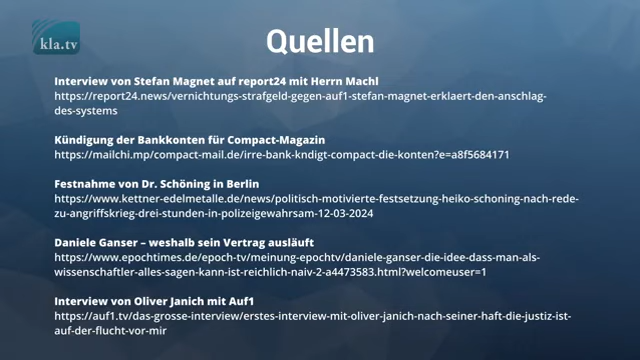 kla.tv
Quellen
Interview von Stefan Magnet auf report24 mit Herrn Machl
https://report24.news/vernichtungs-strafgeld-gegen-auf1-stefan-magnet-erklaert-den-anschlag-
des-systems
Kündigung der Bankkonten für Compact-Magazin
https://mailchi.mp/compact-mail.de/irre-bank-kndigt-compact-die-konten?e=a8f5684171
Festnahme von Dr. Schöning in Berlin
https://www.kettner-edelmetalle.de/news/politisch-motivierte-festsetzung-heiko-schoning-nach-rede-
zu-angriffskrieg-drei-stunden-in-polizeigewahrsam-12-03-2024
Daniele Ganser – weshalb sein Vertrag ausläuft
https://www.epochtimes.de/epoch-tv/meinung-epochtv/daniele-ganser-die-idee-dass-man-als-
wissenschaftler-alles-sagen-kann-ist-reichlich-naiv-2-a4473583.html?welcomeuser=1
Interview von Oliver Janich mit Auf1
https://auf1.tv/das-grosse-interview/erstes-interview-mit-oliver-janich-nach-seiner-haft-die-justiz-ist-
auf-der-flucht-vor-mir